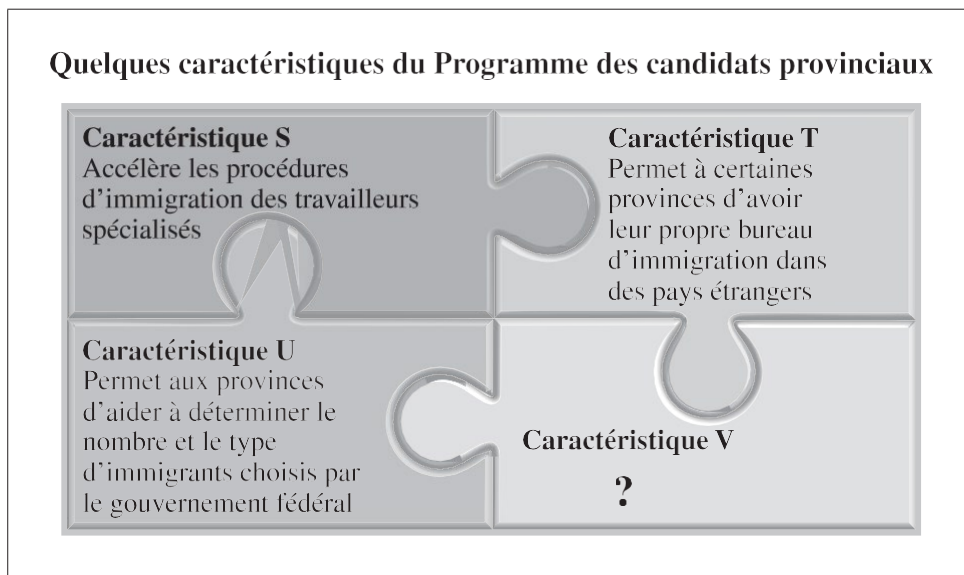 Quelques caractéristiques du Programme des candidats provinciaux
Caractéristique S
Accélère les procédures
d’immigration des travailleurs
spécialisés
Caractéristique T
Permet à certaines
provinces d’avoir
leur propre bureau
d’immigration dans
des pays étrangers
Caractéristique U
Permet aux provinces
d’aider à déterminer le
nombre et le type
d’immigrants choisis par
le gouvernement fédéral
Caractéristique V
?